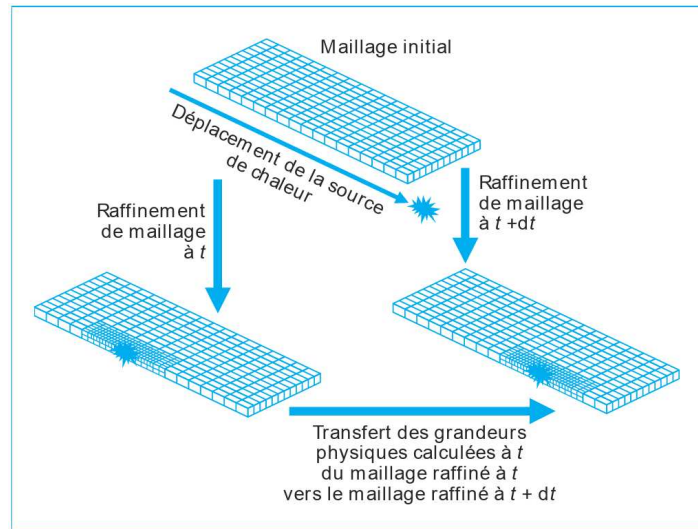 Maillage initial
Déplacement de la source
de chaleur
Raffinement
de maillage
à t
Raffinement
de maillage
à t +dt
Transfert des grandeurs
physiques calculées à t
du maillage raffiné à t
vers le maillage raffiné à t + dt